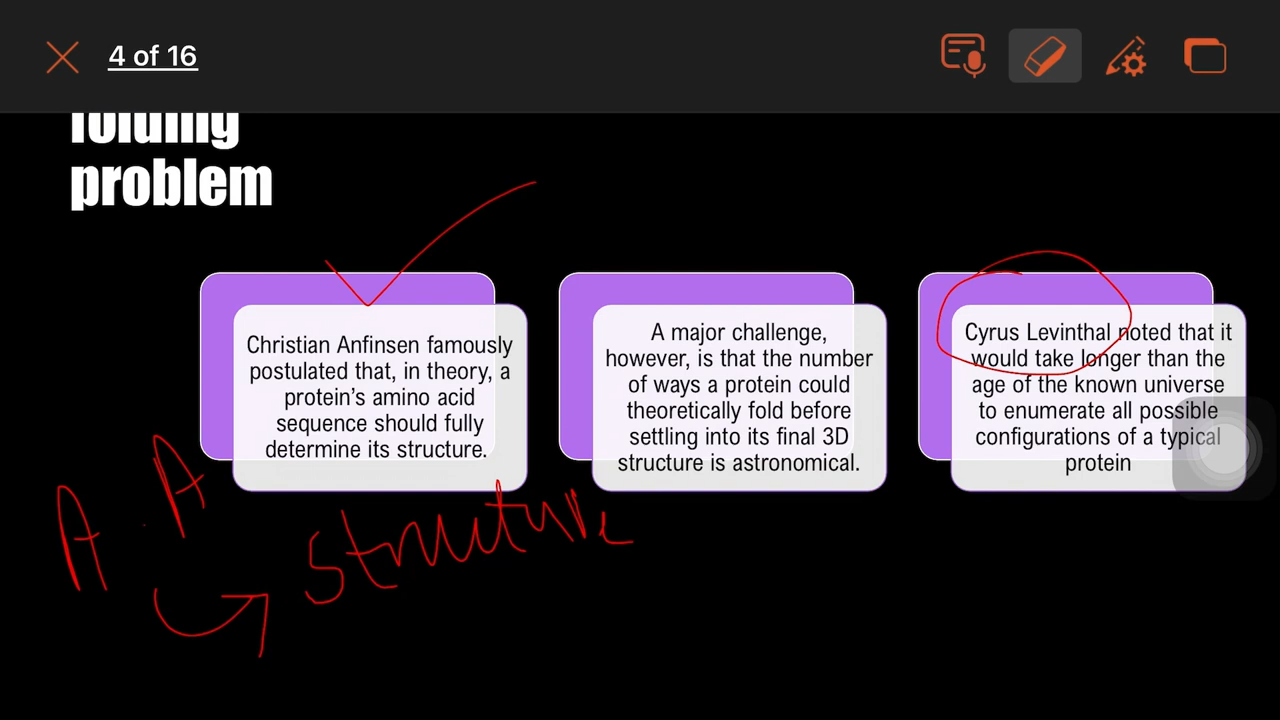 4 of 16
folding
problem
Christian Anfinsen famously
postulated that, in theory, a
protein's amino acid
sequence should fully
determine its structure.
A major challenge,
however, is that the number
of ways a protein could
theoretically fold before
settling into its final 3D
structure is astronomical.
Cyrus Levinthal noted that it
would take longer than the
age of the known universe
to enumerate all possible
configurations of a typical
protein
A . A
structure